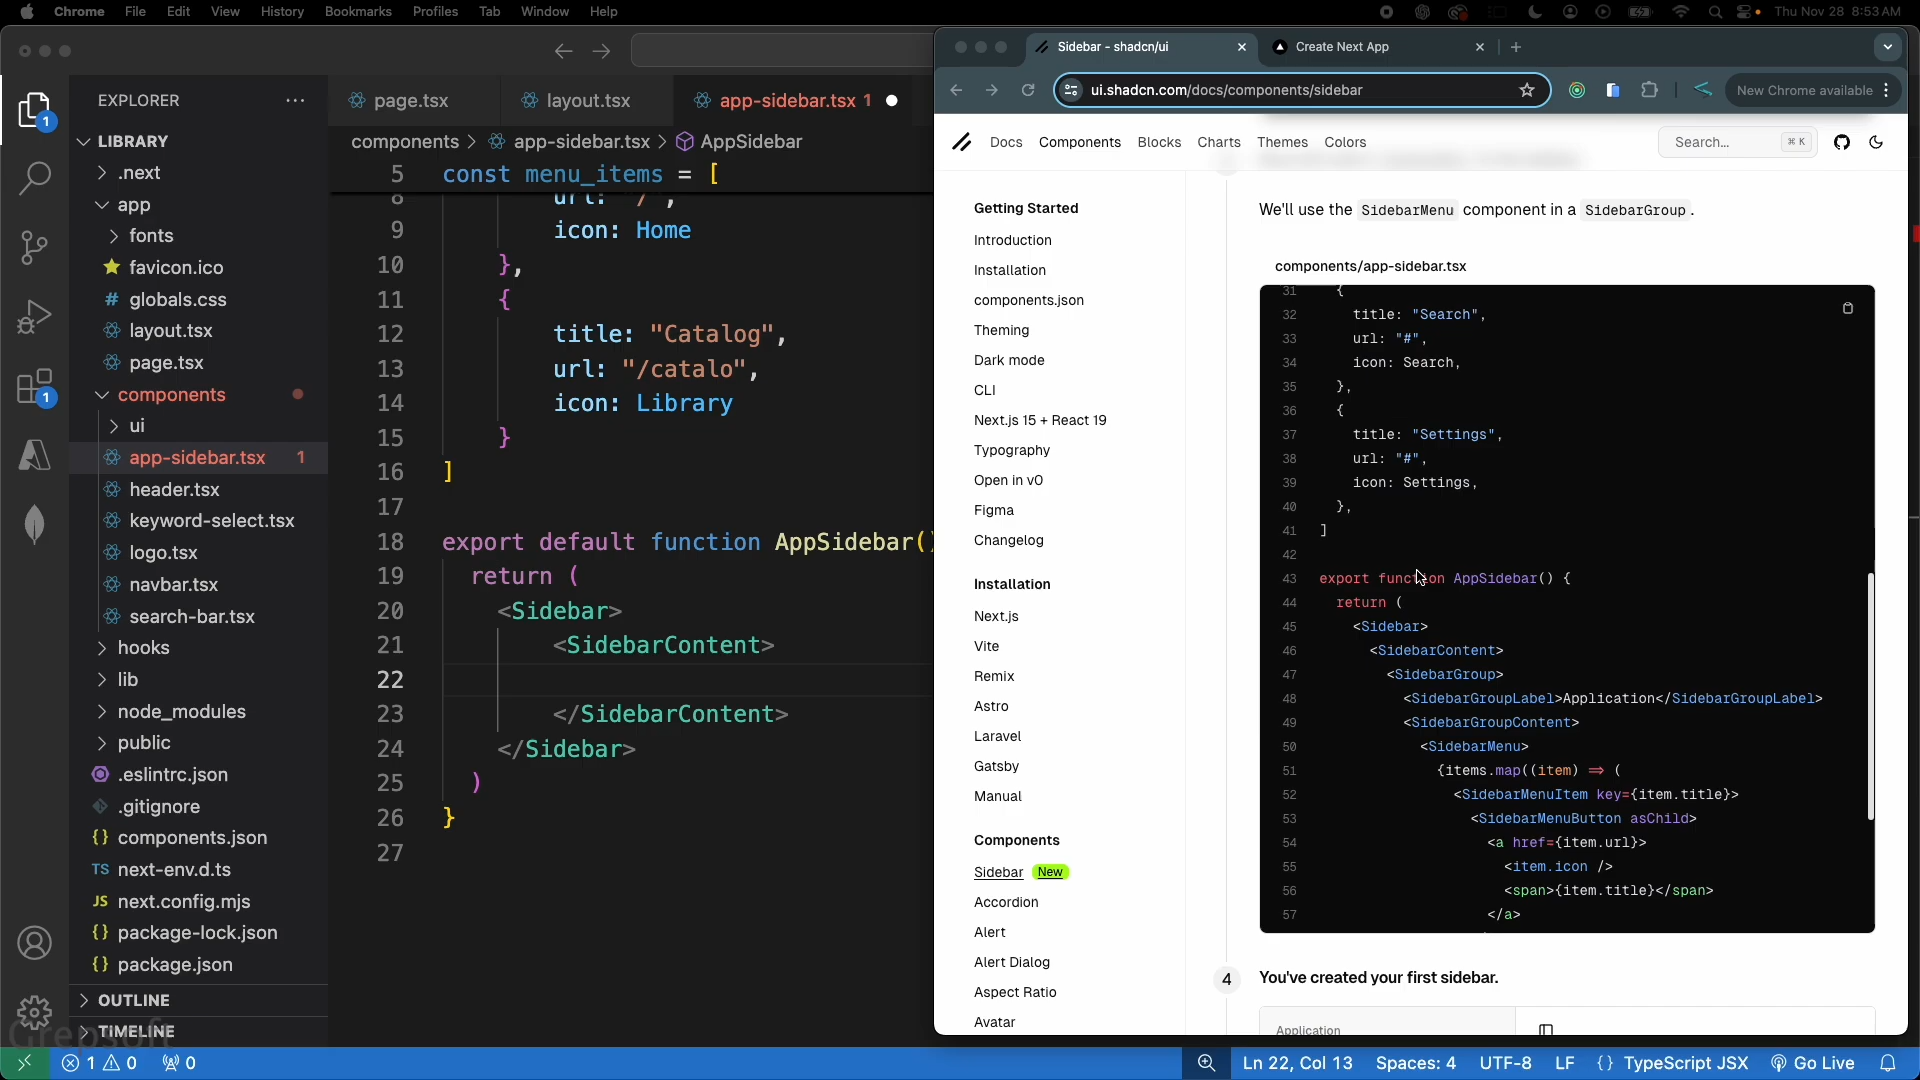 Chrome File Edit View History Bookmarks Profiles Tab Window Help
Thu Nov 28 8:53 AM
EXPLORER
LIBRARY
.next
app
fonts
favicon.ico
# globals.css
layout.tsx
page.tsx
components
ui
app-sidebar.tsx 1
header.tsx
keyword-select.tsx
logo.tsx
navbar.tsx
search-bar.tsx
hooks
lib
node_modules
public
.eslintrc.json
.gitignore
{} components.json
TS next-env.d.ts
JS next.config.mjs
{} package-lock.json
{} package.json
OUTLINE
TIMELINE
Grepsoft
1
1
page.tsx layout.tsx app-sidebar.tsx 1
components > app-sidebar.tsx > AppSidebar
5 const menu_items = [
8 url: "/",
9 icon: Home
10 },
11 {
12 title: "Catalog",
13 url: "/catalo",
14 icon: Library
15 }
16 ]
17
18 export default function AppSidebar()
19 return (
20 <Sidebar>
21 <SidebarContent>
22
23 </SidebarContent>
24 </Sidebar>
25 )
26 }
27
Sidebar - shadcn/ui
Create Next App
ui.shadcn.com/docs/components/sidebar
New Chrome available
Docs Components Blocks Charts Themes Colors
Search... ⌘ K
Getting Started
Introduction
Installation
components.json
Theming
Dark mode
CLI
Next.js 15 + React 19
Typography
Open in v0
Figma
Changelog
Installation
Next.js
Vite
Remix
Astro
Laravel
Gatsby
Manual
Components
Sidebar New
Accordion
Alert
Alert Dialog
Aspect Ratio
Avatar
We'll use the SidebarMenu component in a SidebarGroup.
components/app-sidebar.tsx
31 {
32 title: "Search",
33 url: "#",
34 icon: Search,
35 },
36 {
37 title: "Settings",
38 url: "#",
39 icon: Settings,
40 },
41 ]
42
43 export function AppSidebar() {
44 return (
45 <Sidebar>
46 <SidebarContent>
47 <SidebarGroup>
48 <SidebarGroupLabel>Application</SidebarGroupLabel>
49 <SidebarGroupContent>
50 <SidebarMenu>
51 {items.map((item) => (
52 <SidebarMenuItem key={item.title}>
53 <SidebarMenuButton asChild>
54 <a href={item.url}>
55 <item.icon />
56 <span>{item.title}</span>
57 </a>
4 You've created your first sidebar.
Application
1 0 0
Ln 22, Col 13 Spaces: 4 UTF-8 LF {} TypeScript JSX Go Live